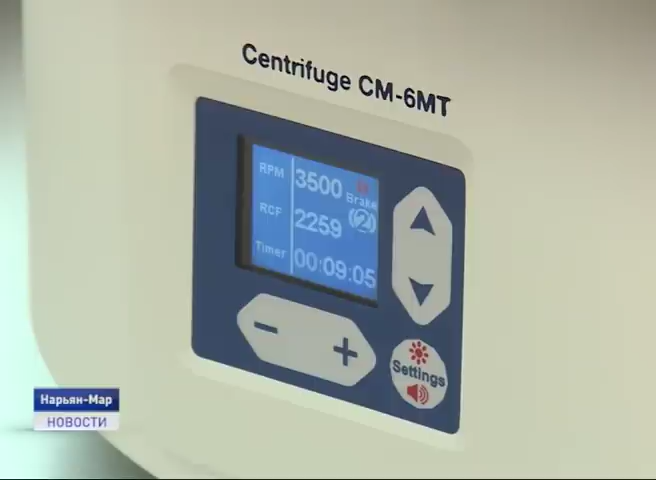 Centrifuge CM-6MT
RPM 3500
Brake
RCF 2259 2
Timer 00:09:05
- +
Settings
Нарьян-Мар
НОВОСТИ